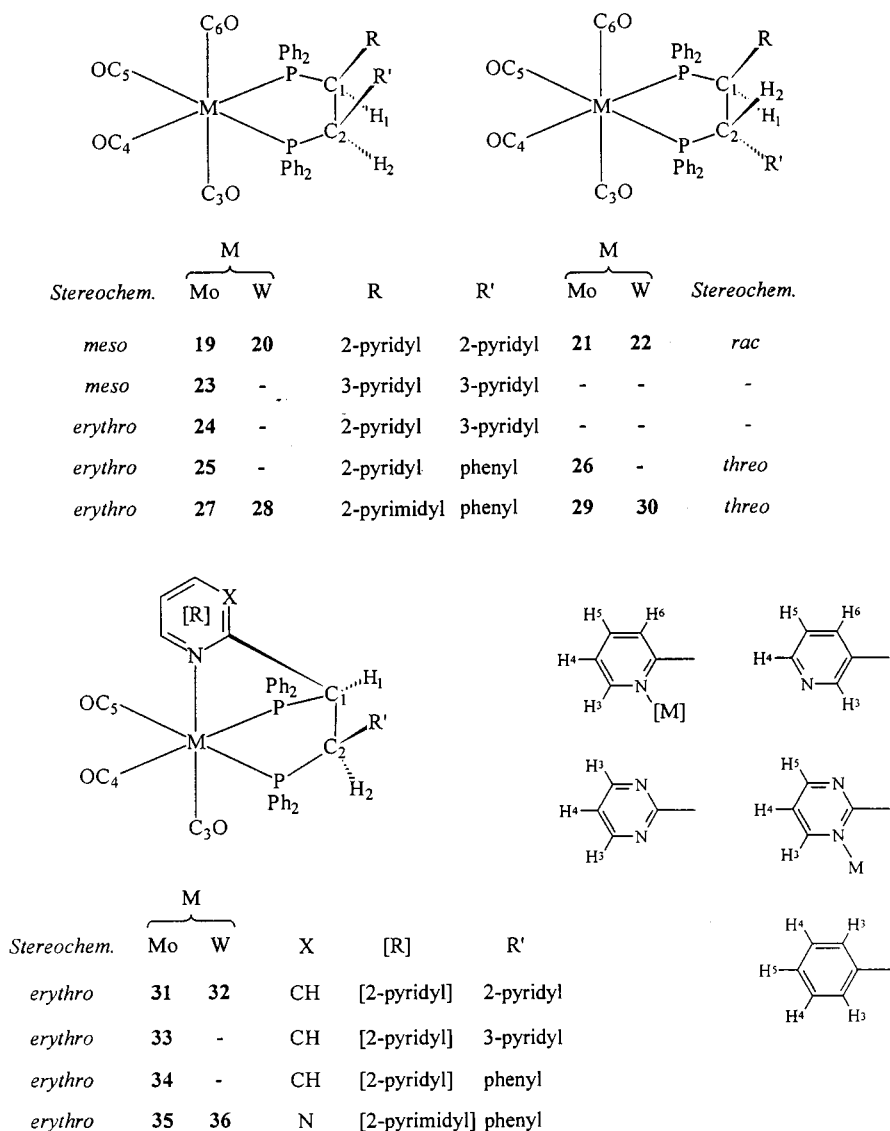 C₆O C₆O
Ph₂ R Ph₂ R
OC₅ P R' OC₅ P H₂
M C₁ H₁ M C₁ H₁
OC₄ P C₂ H₂ OC₄ P C₂ R'
Ph₂ Ph₂
C₃O C₃O
M M
Stereochem. Mo W R R' Mo W Stereochem.
meso 19 20 2-pyridyl 2-pyridyl 21 22 rac
meso 23 - 3-pyridyl 3-pyridyl - - -
erythro 24 - 2-pyridyl 3-pyridyl - - -
erythro 25 - 2-pyridyl phenyl 26 - threo
erythro 27 28 2-pyrimidyl phenyl 29 30 threo
X
[R]
N
Ph₂ C₁ H₁
OC₅ P R'
M C₂
OC₄ P H₂
Ph₂
C₃O
H⁵ H⁶ H⁵ H⁶
H⁴ N H⁴ N
H³ [M] H³
H³ N H⁵ N
H⁴ H⁴
H³ N H³ N
M
H⁴ H³
H⁵
H⁴ H³
M
Stereochem. Mo W X [R] R'
erythro 31 32 CH [2-pyridyl] 2-pyridyl
erythro 33 - CH [2-pyridyl] 3-pyridyl
erythro 34 - CH [2-pyridyl] phenyl
erythro 35 36 N [2-pyrimidyl] phenyl